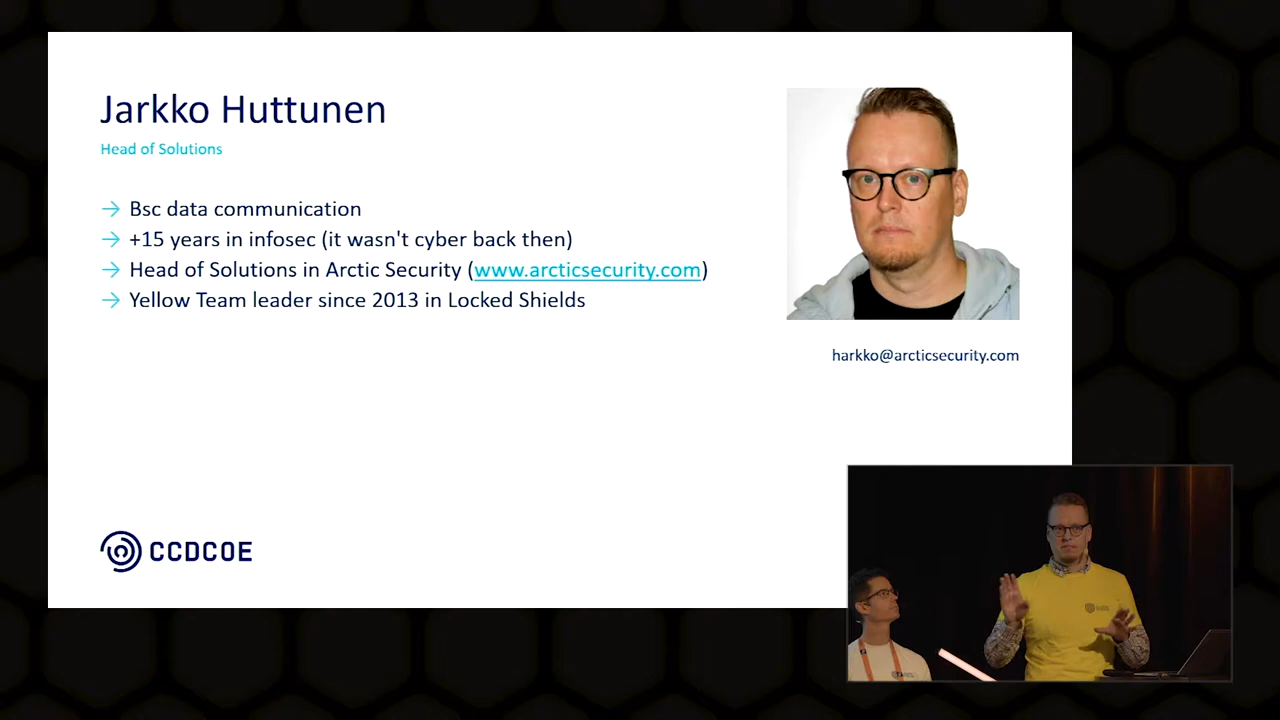 Jarkko Huttunen
Head of Solutions
→ Bsc data communication
→ +15 years in infosec (it wasn't cyber back then)
→ Head of Solutions in Arctic Security (www.arcticsecurity.com)
→ Yellow Team leader since 2013 in Locked Shields
harkko@arcticsecurity.com
CCDCOE